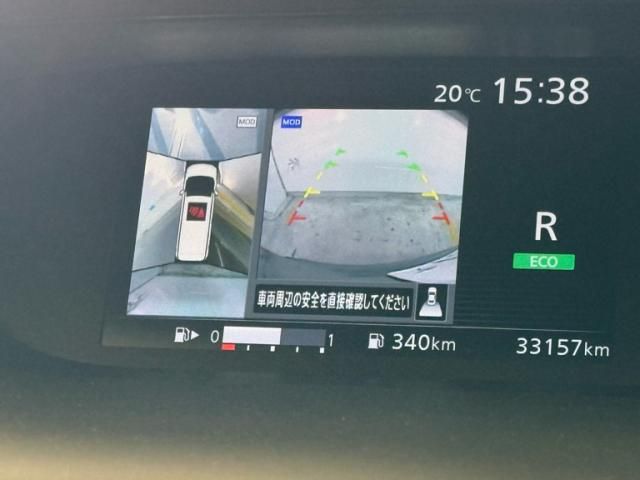 20℃ 15:38
MOD MOD
R
ECO
車両周辺の安全を直接確認してください
0 1 340km 33157km